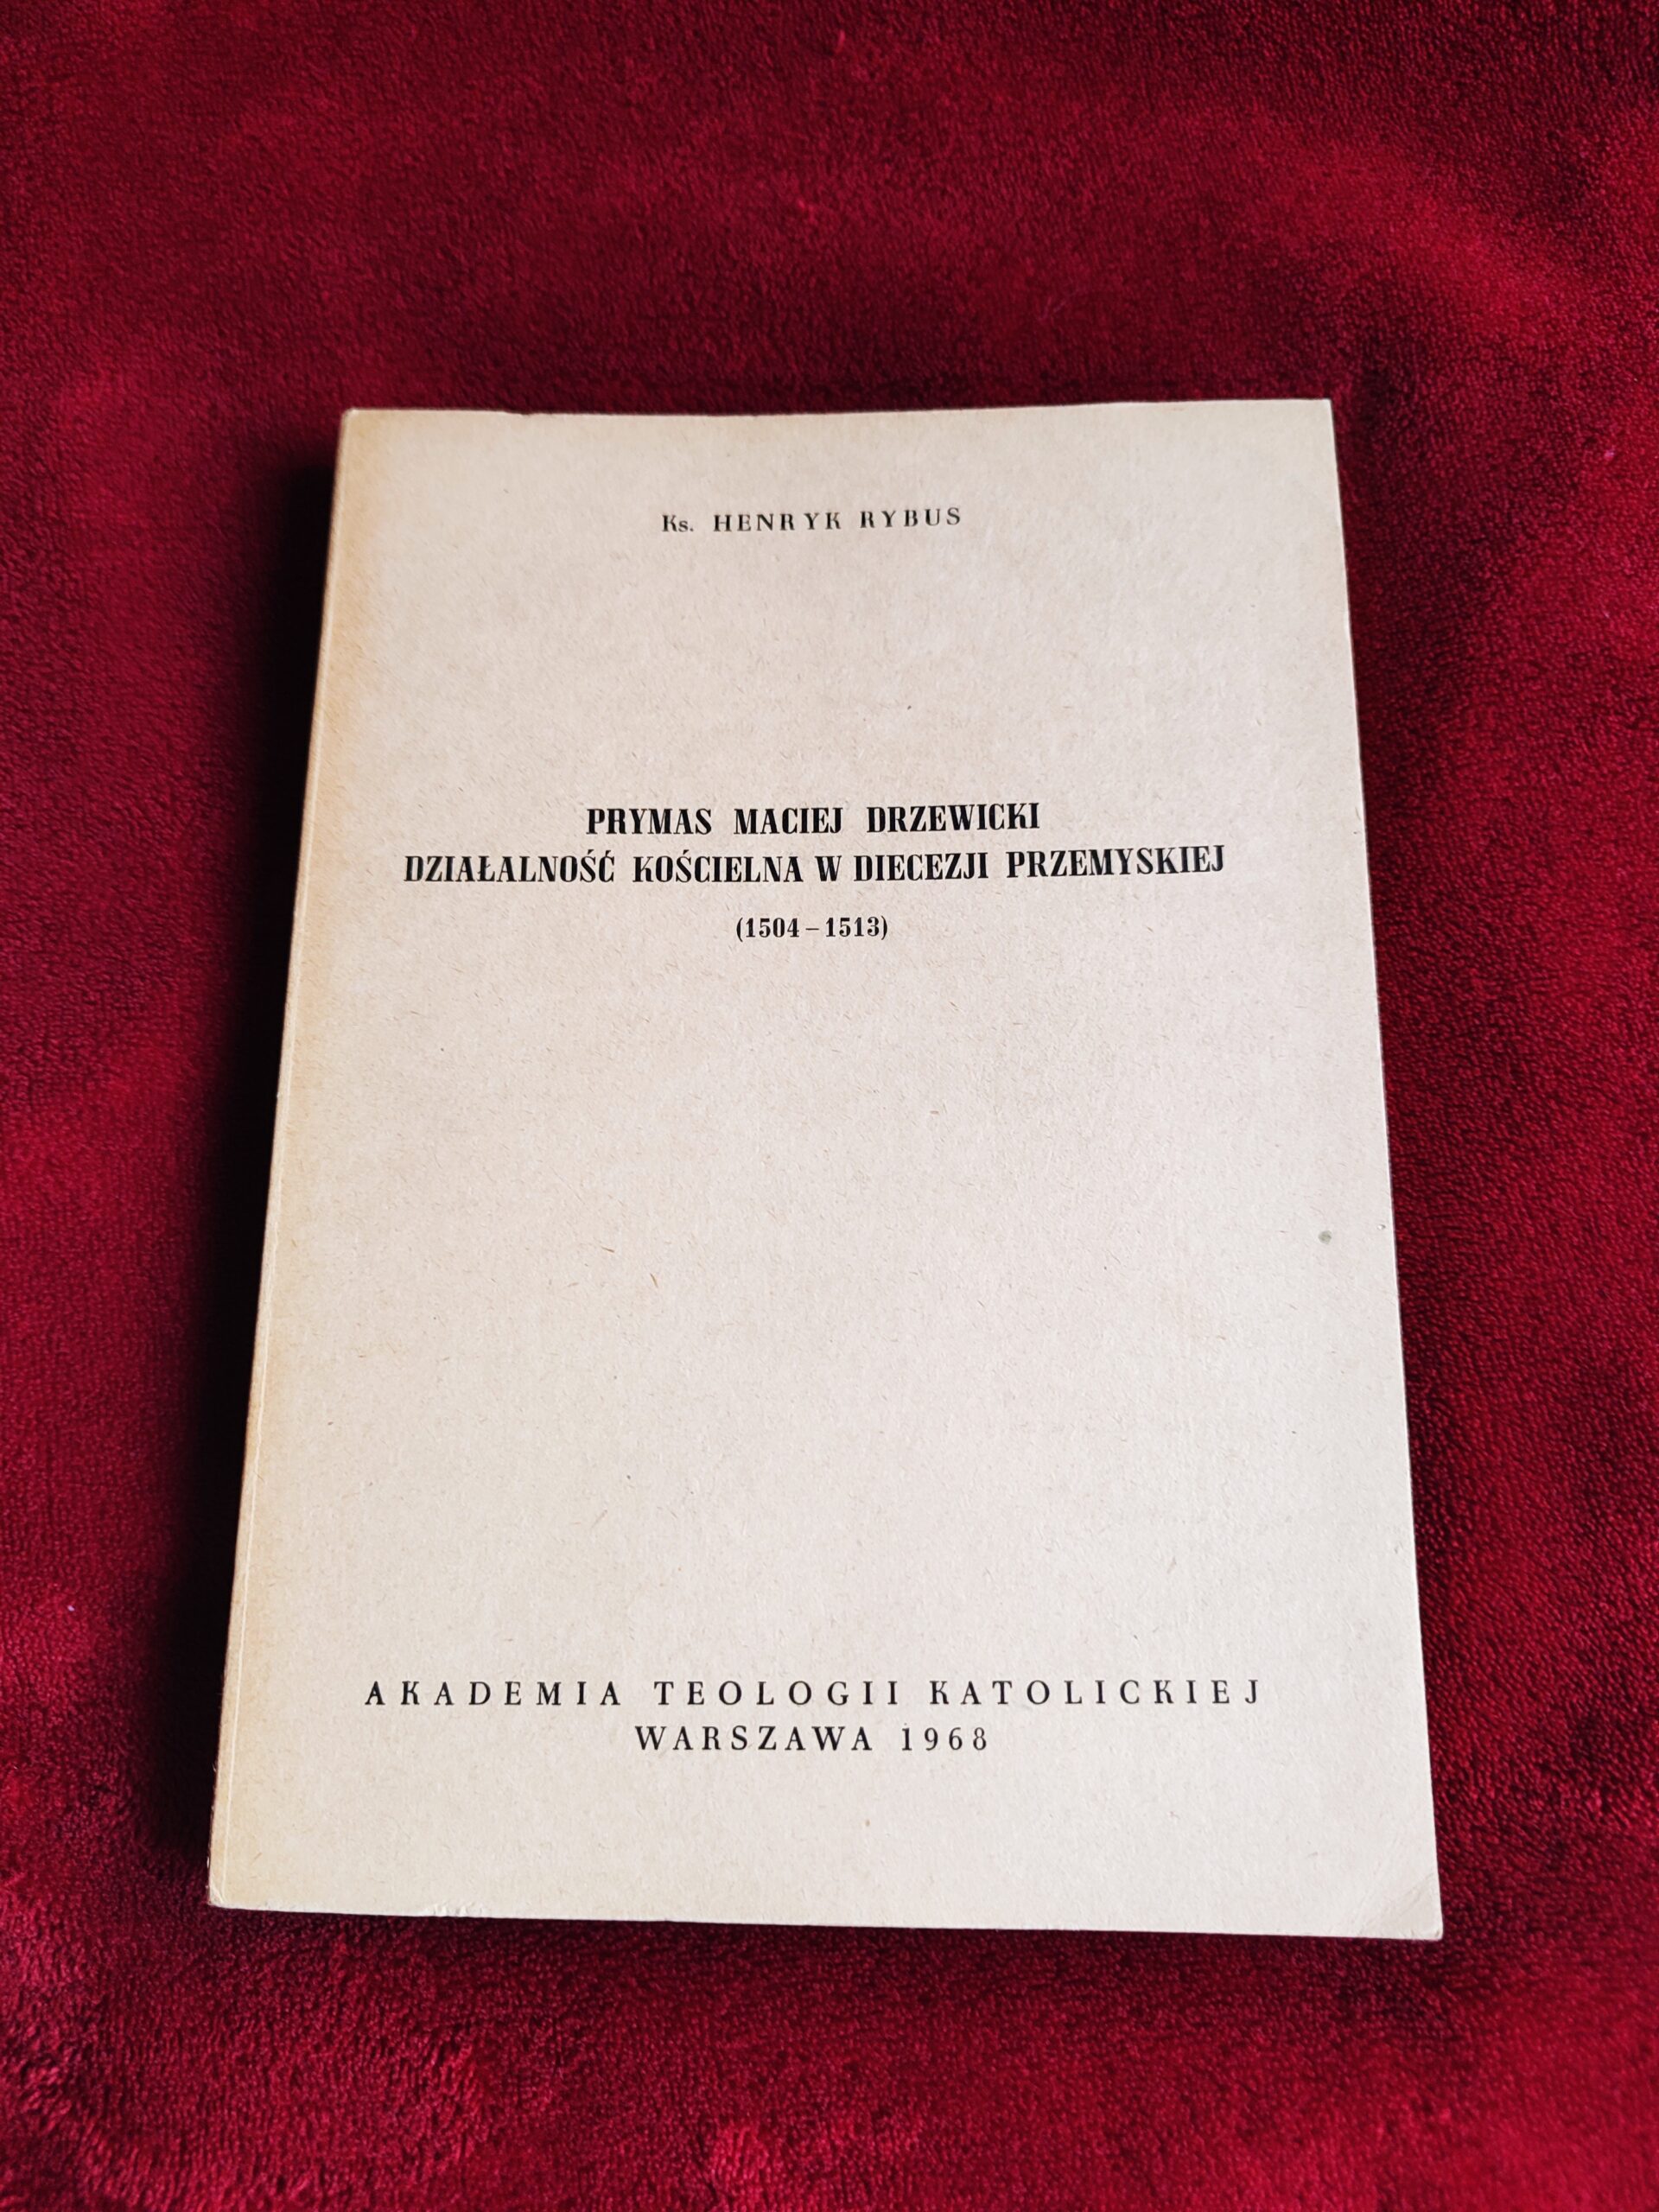 Ks. HENRYK RYBUS
PRYMAS MACIEJ DRZEWICKI
DZIAŁALNOŚĆ KOŚCIELNA W DIECEZJI PRZEMYSKIEJ
(1504–1513)
AKADEMIA TEOLOGII KATOLICKIEJ
WARSZAWA 1968